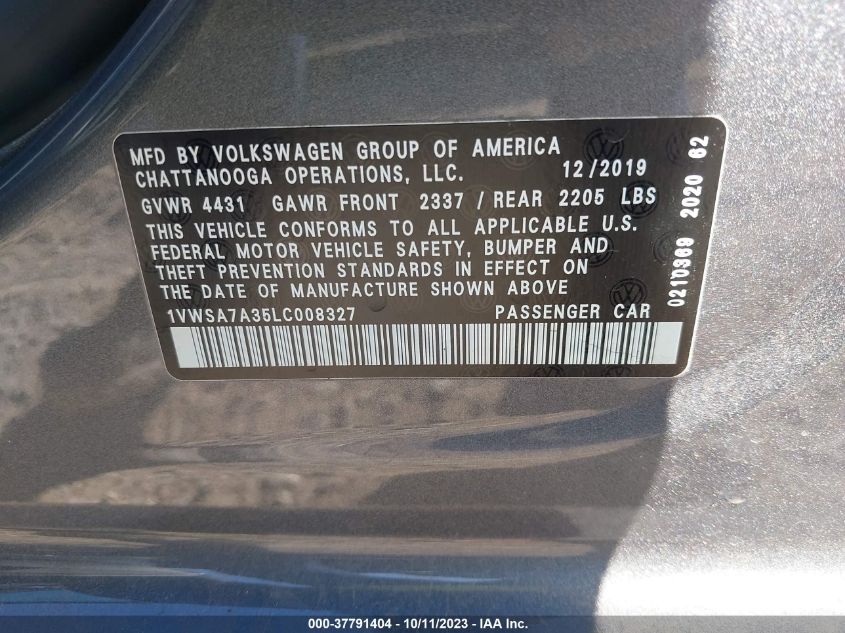 MFD BY VOLKSWAGEN GROUP OF AMERICA
CHATTANOOGA OPERATIONS, LLC. 12/2019
GVWR 4431 GAWR FRONT 2337 / REAR 2205 LBS
THIS VEHICLE CONFORMS TO ALL APPLICABLE U.S.
FEDERAL MOTOR VEHICLE SAFETY, BUMPER AND
THEFT PREVENTION STANDARDS IN EFFECT ON
THE DATE OF MANUFACTURE SHOWN ABOVE
1VWSA7A35LC008327 PASSENGER CAR
0210369 2020 62
000-37791404 - 10/11/2023 - IAA Inc.